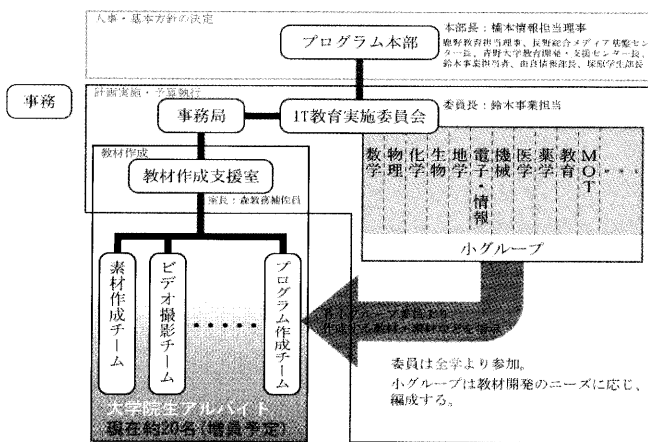 人事・基本方針の決定
プログラム本部
本部長：橋本情報担当理事
鹿野教育担当理事、長野総合メディア基盤センター長、青野大学教育開発・支援センター長、
鈴木事業担当者、由良情報部長、塚原学生部長
事務
計画実施・予算執行
事務局
IT教育実施委員会
委員長：鈴木事業担当
教材作成
教材作成支援室
室長：森教務補佐員
数学
物理
化学
生物
地学
電子・情報
機械
医学
薬学
教育
MOT
・・・
小グループ
素材作成チーム
ビデオ撮影チーム
・・・・・
プログラム作成チーム
委員は全学より参加。
小グループは教材開発のニーズに応じ、
編成する。
大学院生アルバイト
現在約20名(増員予定)